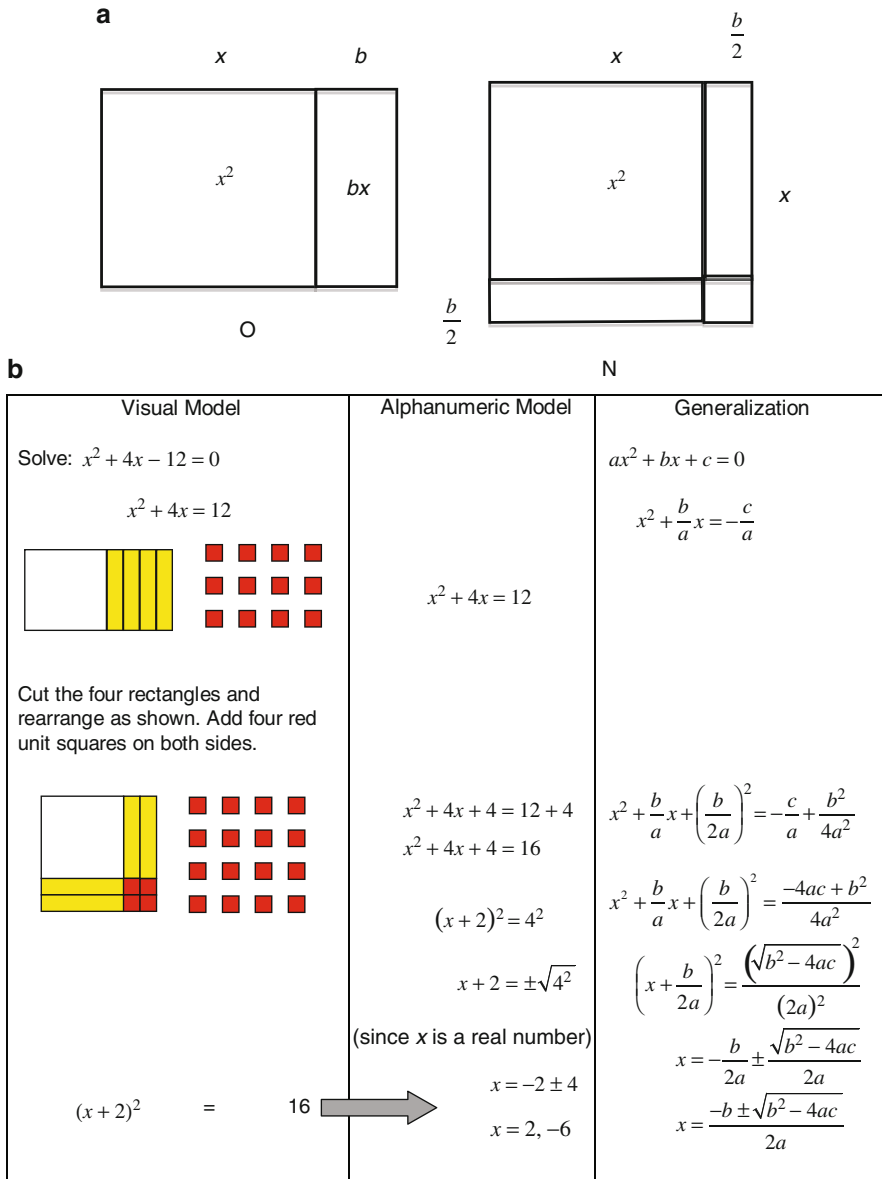 a
x b
x² bx
O
x b/2
x² x
b/2
N
b
Visual Model
Solve: x² + 4x − 12 = 0
x² + 4x = 12
Cut the four rectangles and
rearrange as shown. Add four red
unit squares on both sides.
(x + 2)² = 16
Alphanumeric Model
x² + 4x = 12
x² + 4x + 4 = 12 + 4
x² + 4x + 4 = 16
(x + 2)² = 4²
x + 2 = ±√4²
(since x is a real number)
x = −2 ± 4
x = 2, −6
Generalization
ax² + bx + c = 0
x² + b/a x = − c/a
x² + b/a x + (b/2a)² = − c/a + b²/4a²
x² + b/a x + (b/2a)² = (−4ac + b²)/4a²
(x + b/2a)² = (√(b² − 4ac))²/(2a)²
x = − b/2a ± √(b² − 4ac)/2a
x = (−b ± √(b² − 4ac))/2a